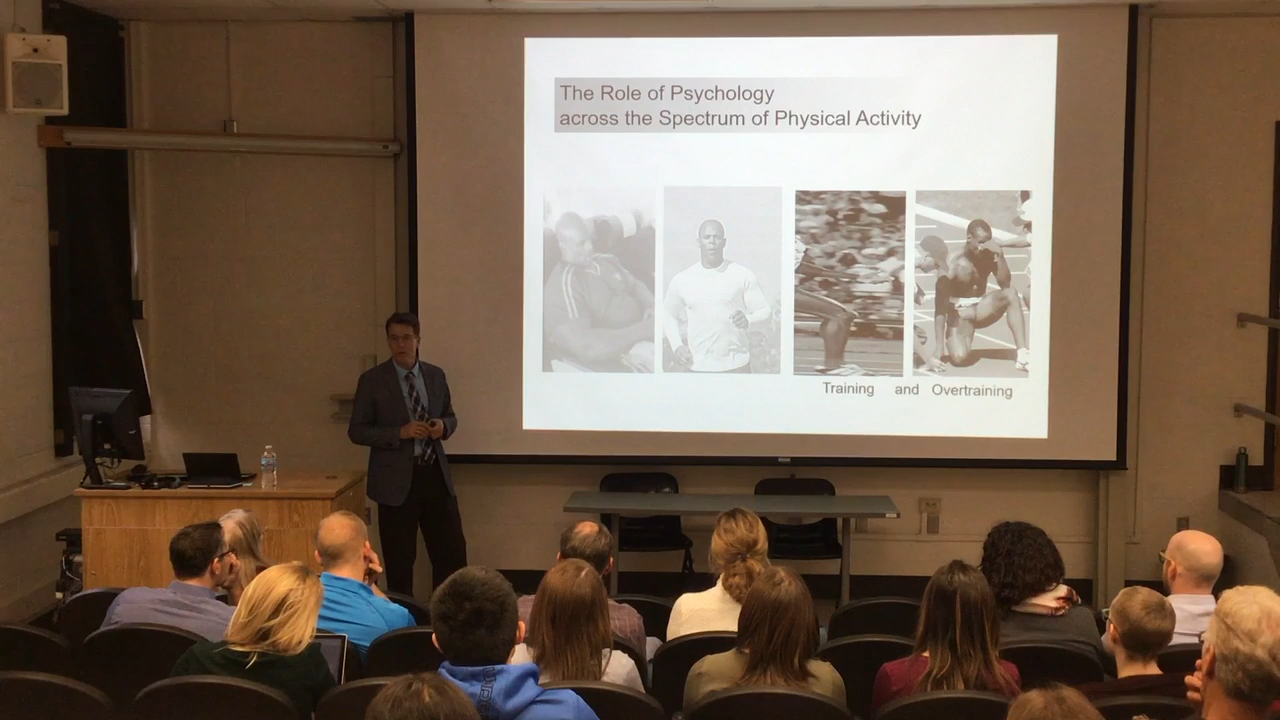 The Role of Psychology
across the Spectrum of Physical Activity
Training and Overtraining